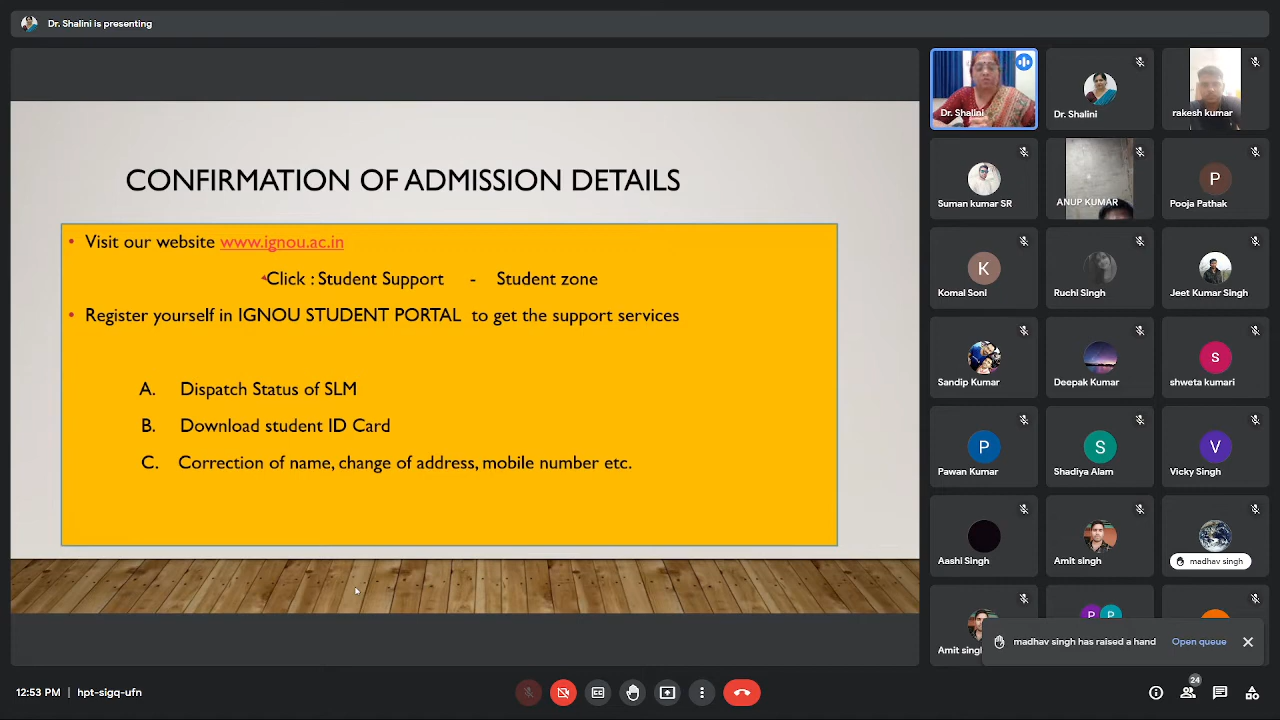 Dr. Shalini is presenting
CONFIRMATION OF ADMISSION DETAILS
• Visit our website www.ignou.ac.in
Click : Student Support - Student zone
• Register yourself in IGNOU STUDENT PORTAL to get the support services
A. Dispatch Status of SLM
B. Download student ID Card
C. Correction of name, change of address, mobile number etc.
Dr. Shalini
Dr. Shalini
rakesh kumar
Suman kumar SR
ANUP KUMAR
P
Pooja Pathak
K
Komal Soni
Ruchi Singh
Jeet Kumar Singh
Sandip Kumar
Deepak Kumar
s
shweta kumari
P
Pawan Kumar
S
Shadiya Alam
V
Vicky Singh
Aashi Singh
Amit singh
madhav singh
Amit singh
P P
madhav singh has raised a hand Open queue
12:53 PM | hpt-sigq-ufn
24